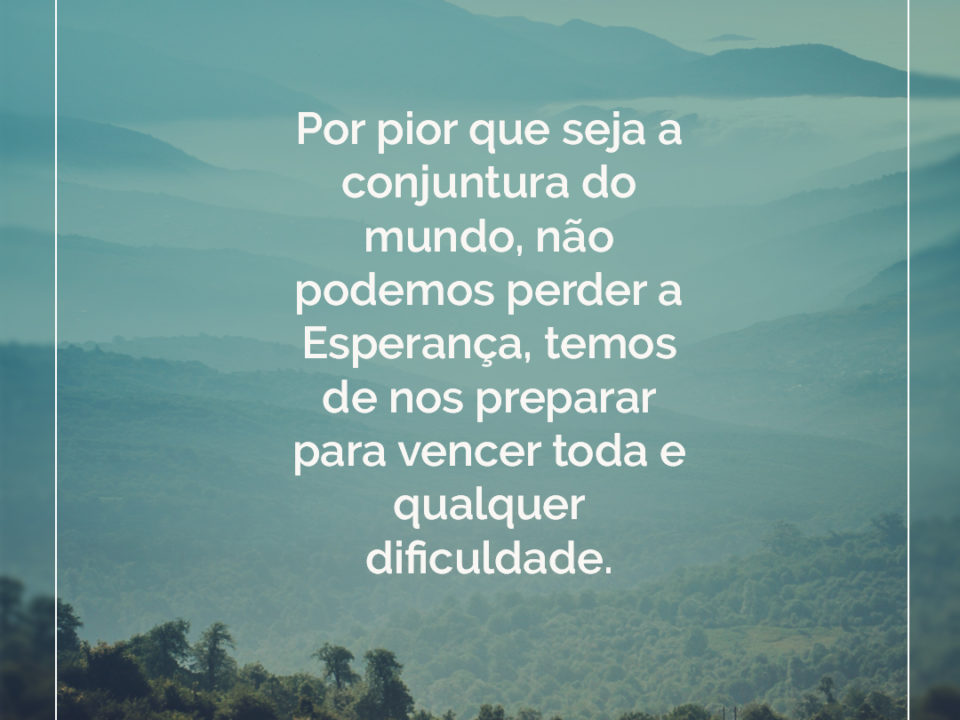 Por pior que seja a
conjuntura do
mundo, não
podemos perder a
Esperança, temos
de nos preparar
para vencer toda e
qualquer
dificuldade.